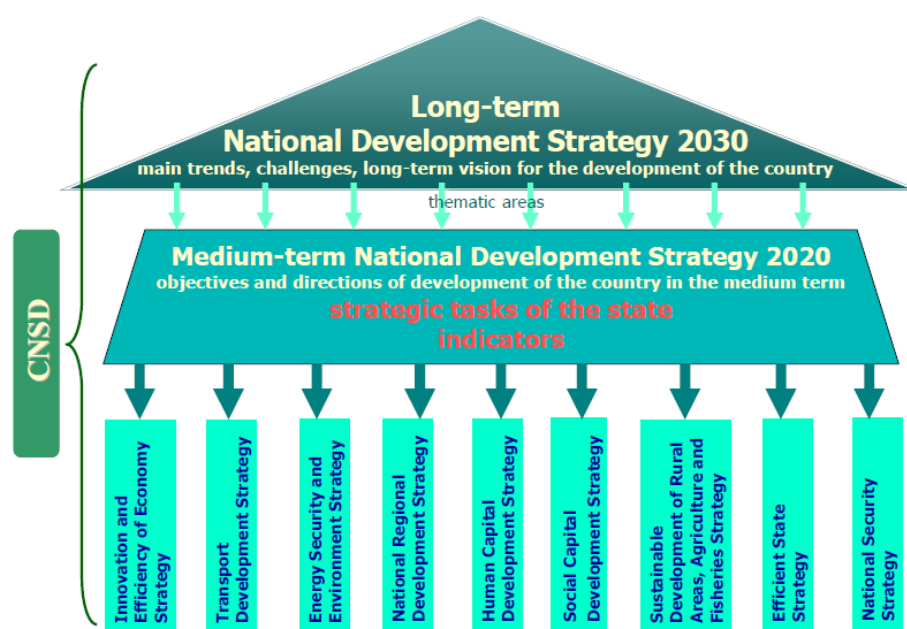 Long-term
National Development Strategy 2030
main trends, challenges, long-term vision for the development of the country
thematic areas
CNSD
Medium-term National Development Strategy 2020
objectives and directions of development of the country in the medium term
strategic tasks of the state
indicators
Innovation and
Efficiency of Economy
Strategy
Transport
Development Strategy
Energy Security and
Environment Strategy
National Regional
Development Strategy
Human Capital
Development Strategy
Social Capital
Development Strategy
Sustainable
Development of Rural
Areas, Agriculture and
Fisheries Strategy
Efficient State
Strategy
National Security
Strategy